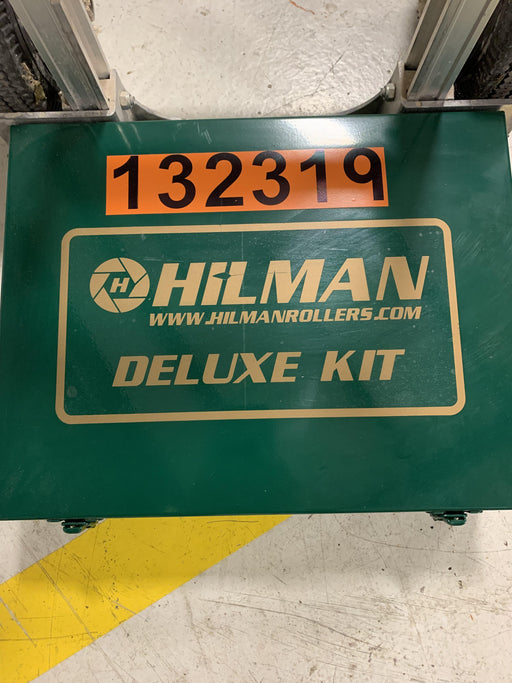 132319
H
HILMAN
WWW.HILMANROLLERS.COM
DELUXE KIT